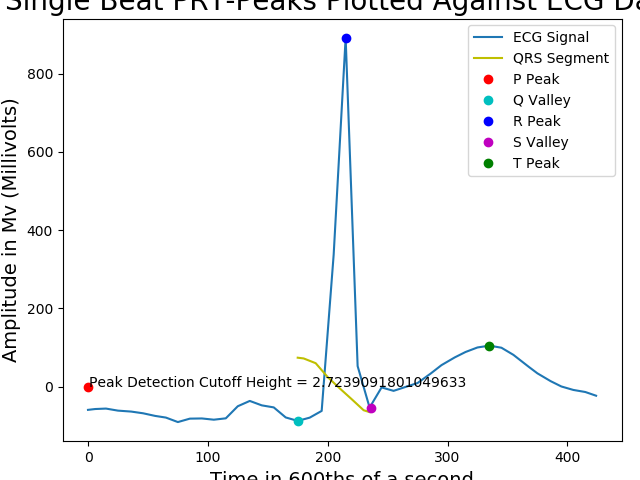 Single Beat PRT-Peaks Plotted Against ECG Da
ECG Signal
QRS Segment
P Peak
Q Valley
R Peak
S Valley
T Peak
Amplitude in Mv (Millivolts)
800
600
400
200
0
Peak Detection Cutoff Height = 2.7239091801049633
0 100 200 300 400
Time in 600ths of a second